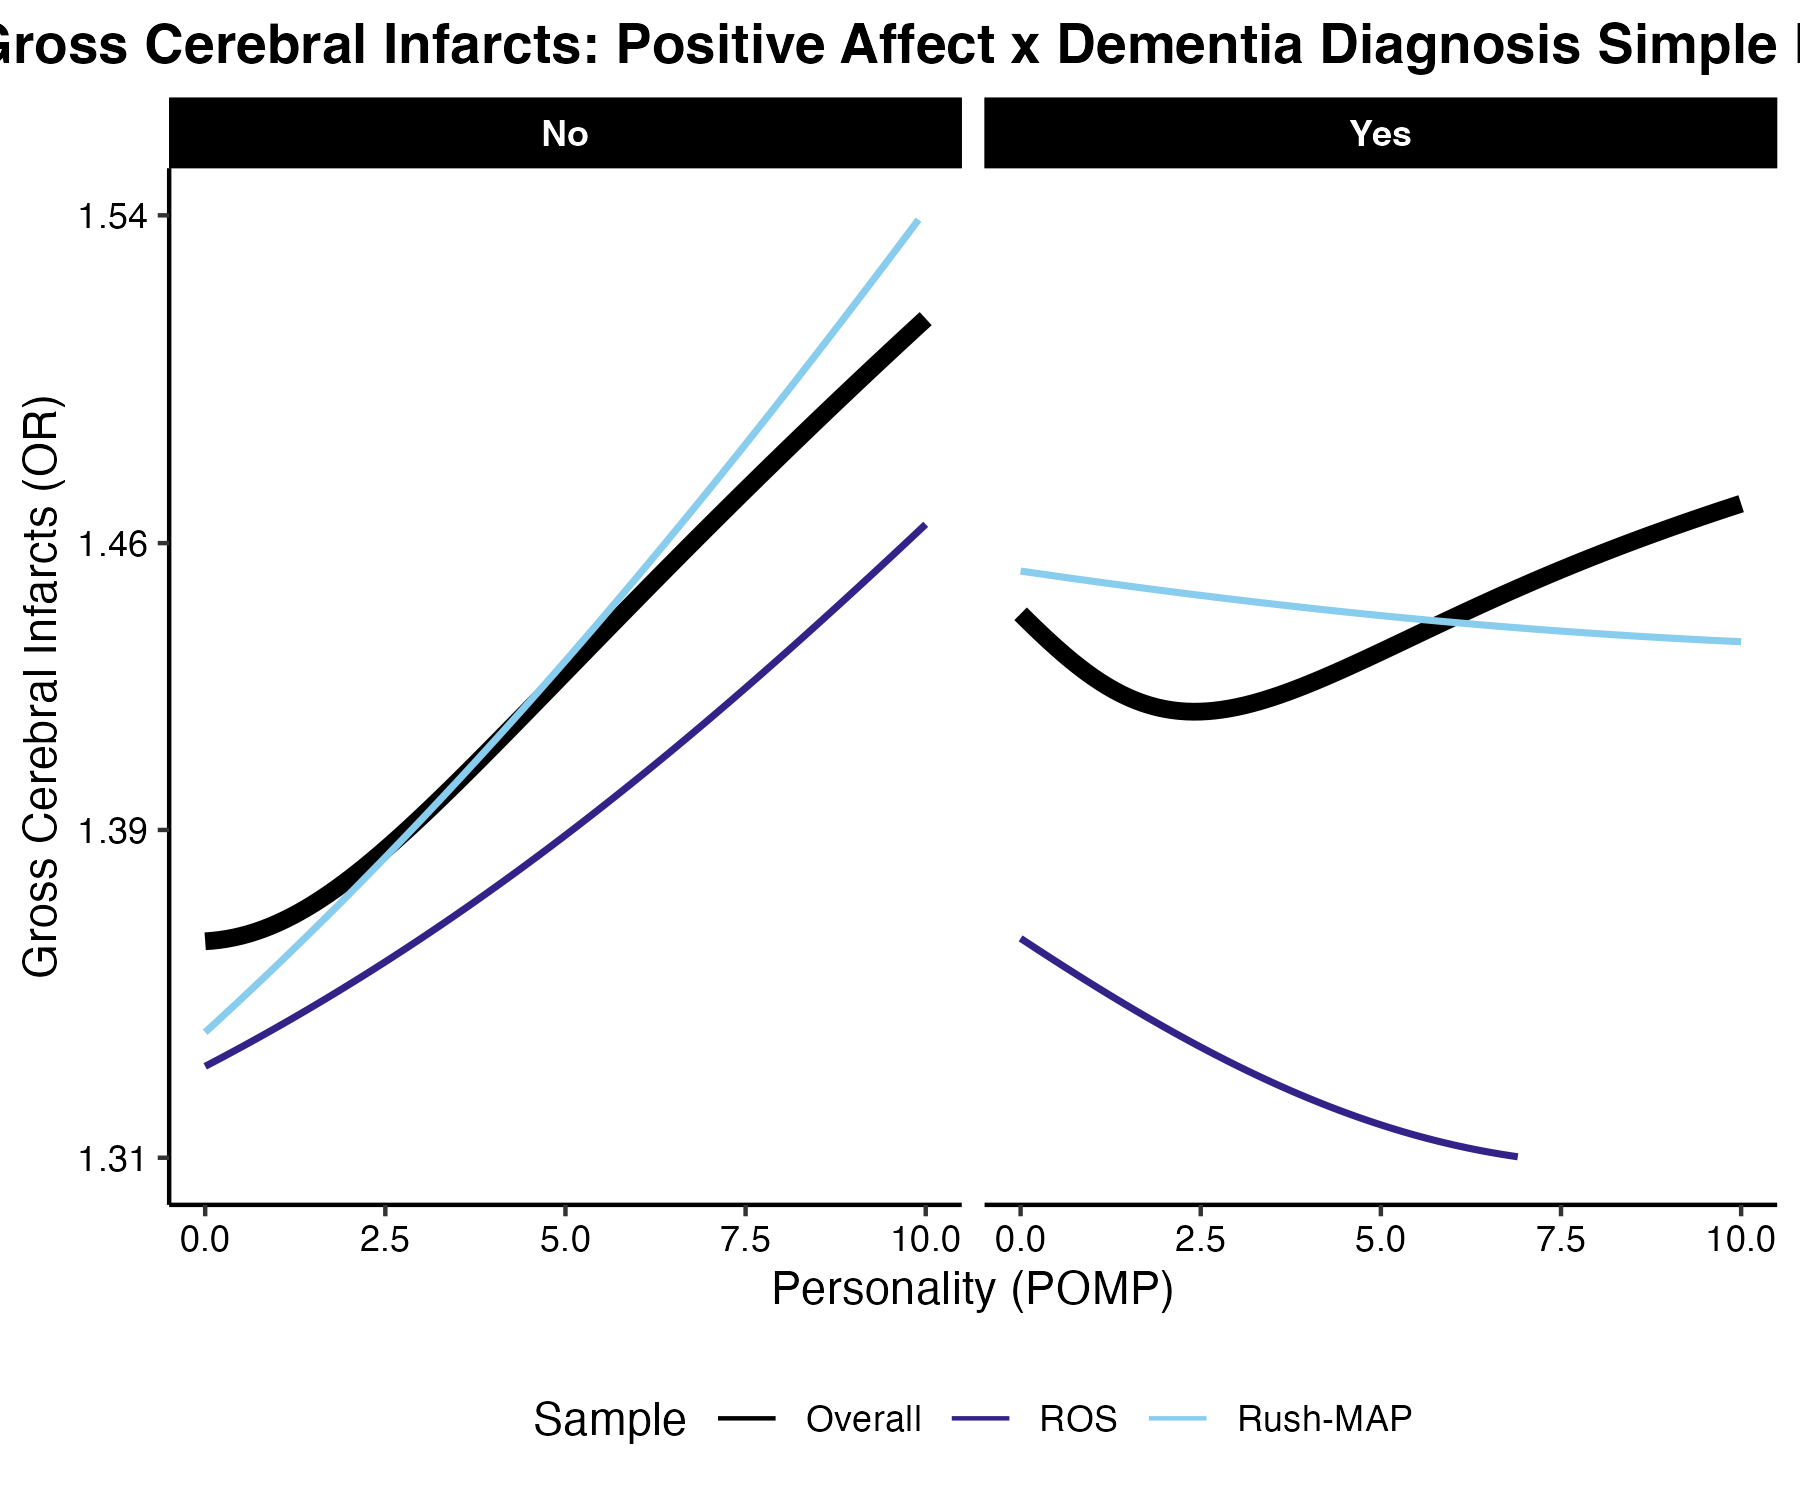 Gross Cerebral Infarcts: Positive Affect x Dementia Diagnosis Simple
No Yes
1.54
1.46
1.39
1.31
Gross Cerebral Infarcts (OR)
0.0 2.5 5.0 7.5 10.0 0.0 2.5 5.0 7.5 10.0
Personality (POMP)
Sample Overall ROS Rush-MAP